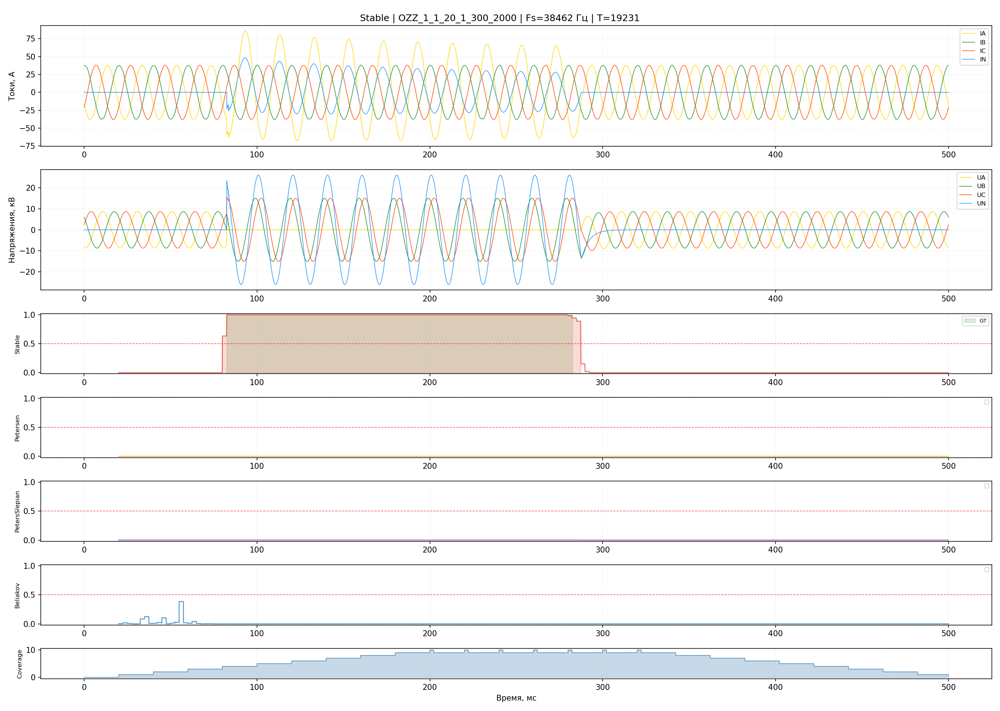 Stable | OZZ_1_1_20_1_300_2000 | Fs=38462 Гц | T=19231
Токи, А
75
50
25
0
−25
−50
−75
IA
IB
IC
IN
0 100 200 300 400 500
Напряжения, кВ
20
10
0
−10
−20
UA
UB
UC
UN
0 100 200 300 400 500
Stable
1.0
0.5
0.0
GT
0 100 200 300 400 500
Petersen
1.0
0.5
0.0
0 100 200 300 400 500
PetersSlepian
1.0
0.5
0.0
0 100 200 300 400 500
Beliakov
1.0
0.5
0.0
0 100 200 300 400 500
Coverage
10
0
0 100 200 300 400 500
Время, мс